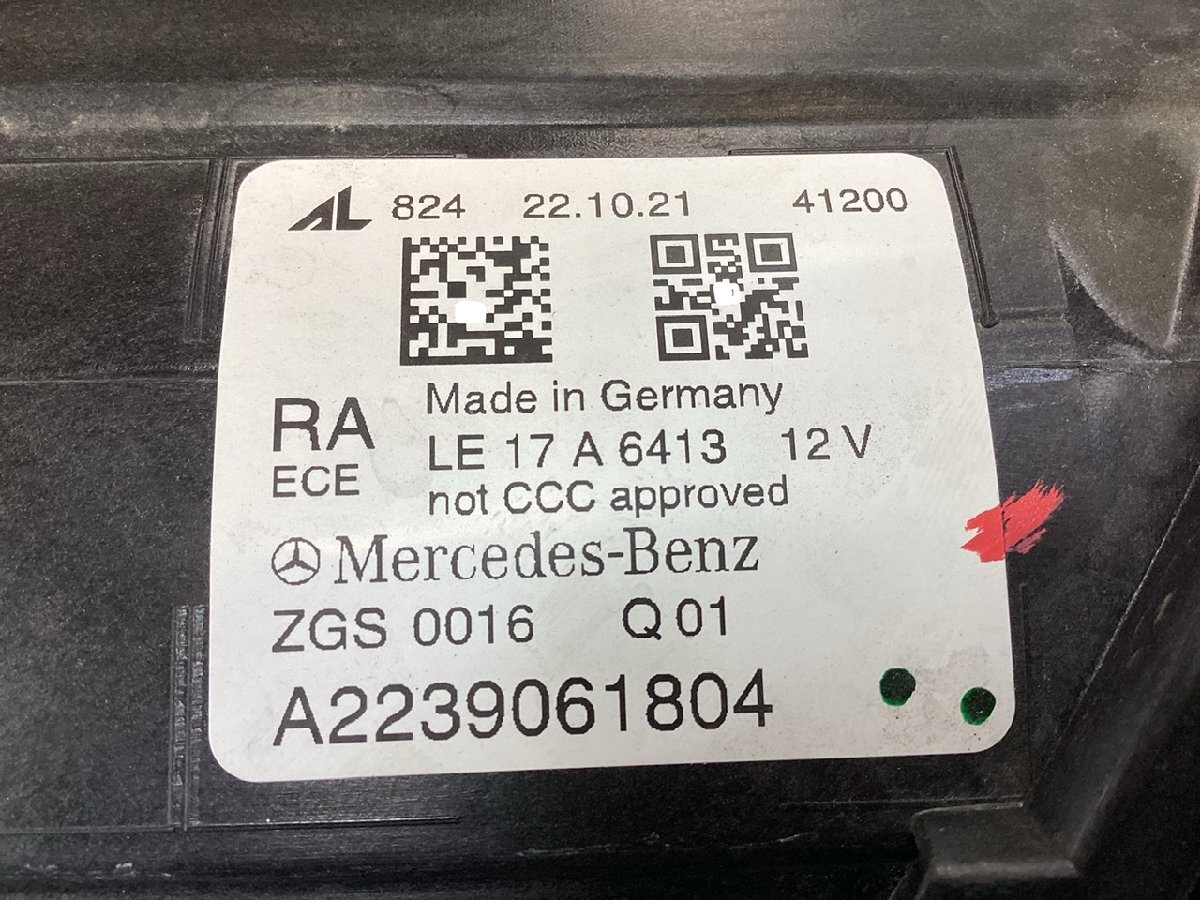 AL 824 22.10.21 41200
Made in Germany
RA LE 17 A 6413 12 V
ECE not CCC approved
Mercedes-Benz
ZGS 0016 Q 01
A2239061804